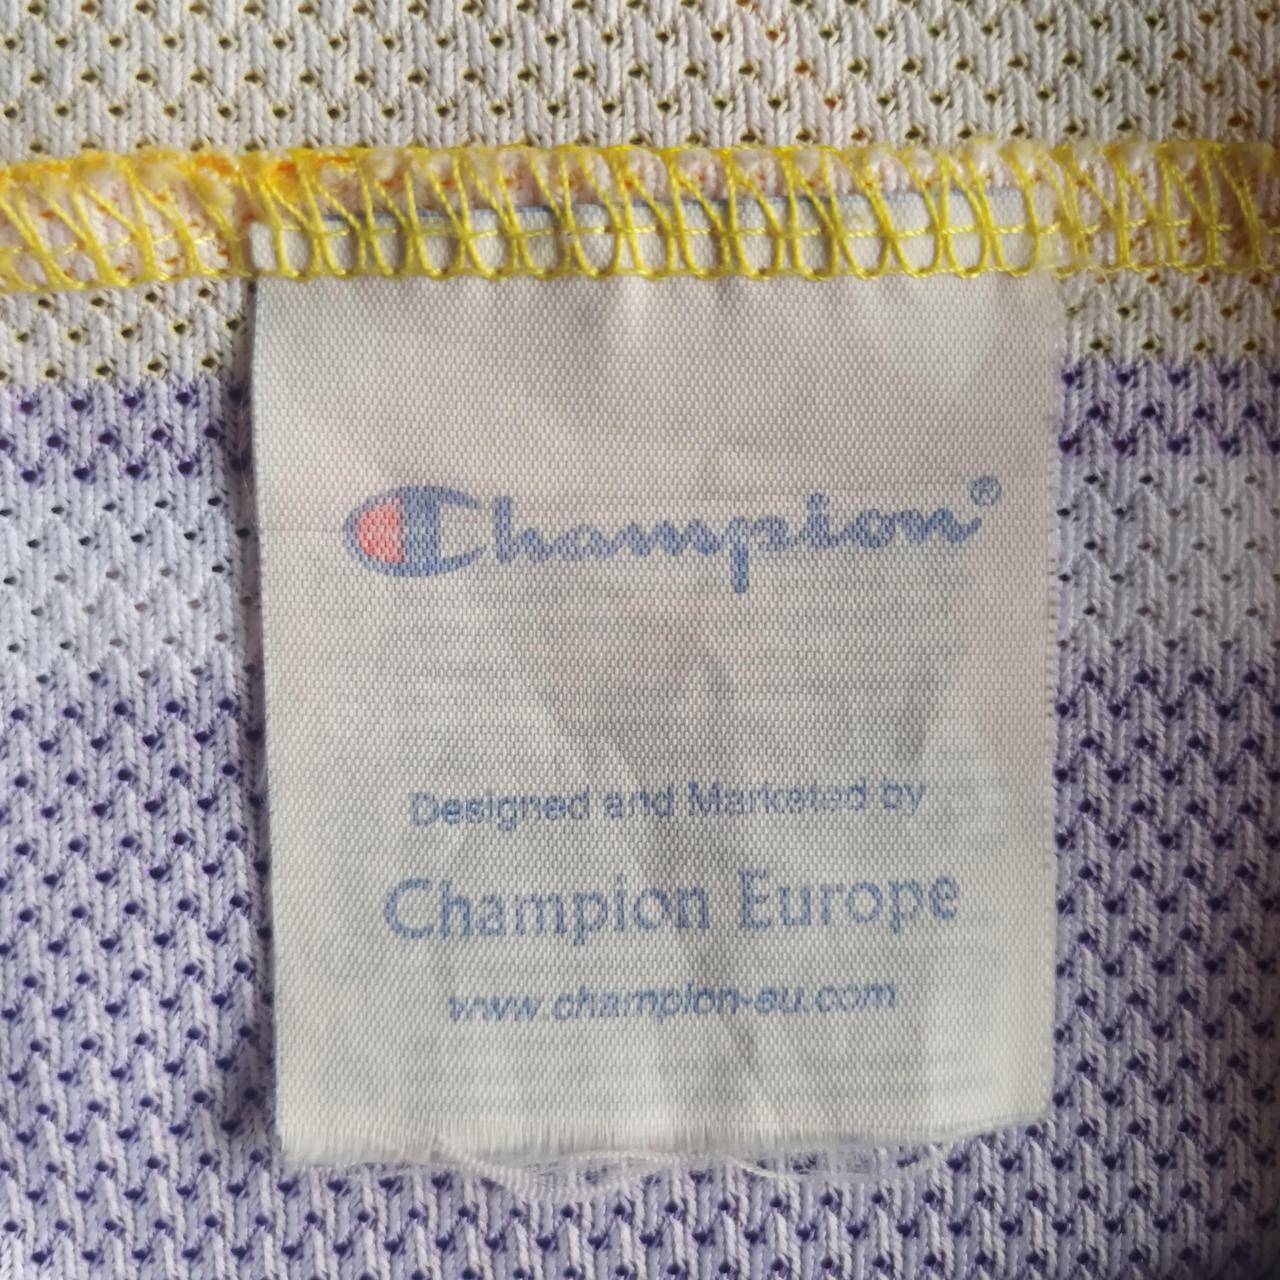 Champion®
Designed and Marketed by
Champion Europe
www.champion-eu.com